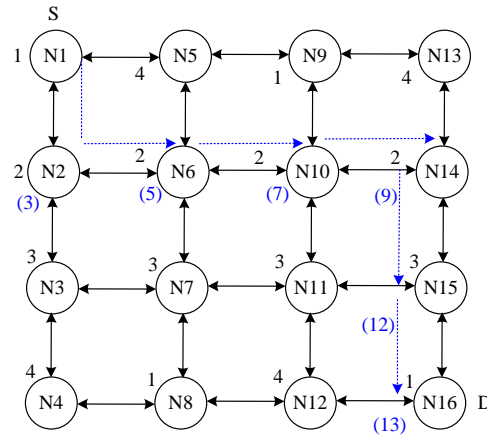 S
1 N1 4 N5 1 N9 4 N13
2 N2 2 N6 2 N10 2 N14
(3) (5) (7) (9)
3 N3 3 N7 3 N11 3 N15
(12)
4 N4 1 N8 4 N12 1 N16 D
(13)